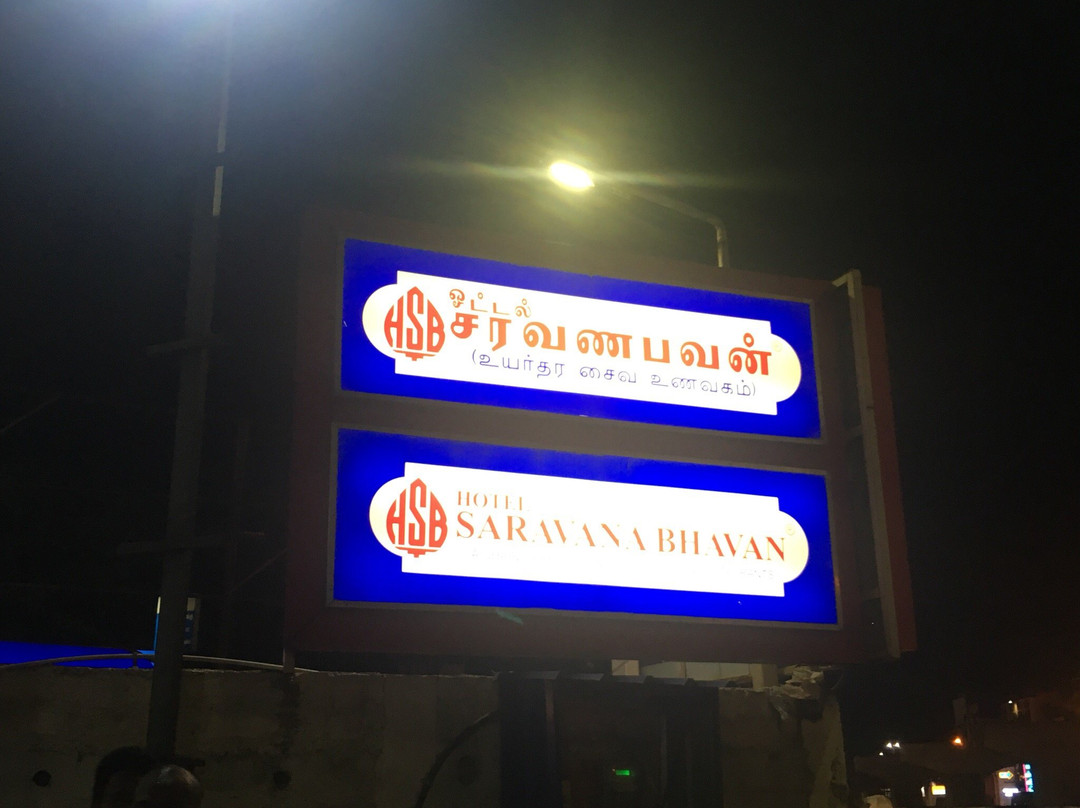 HSB
ஓட்டல்
சரவணபவன்
(உயர்தர சைவ உணவகம்)
HSB
HOTEL
SARAVANA BHAVAN